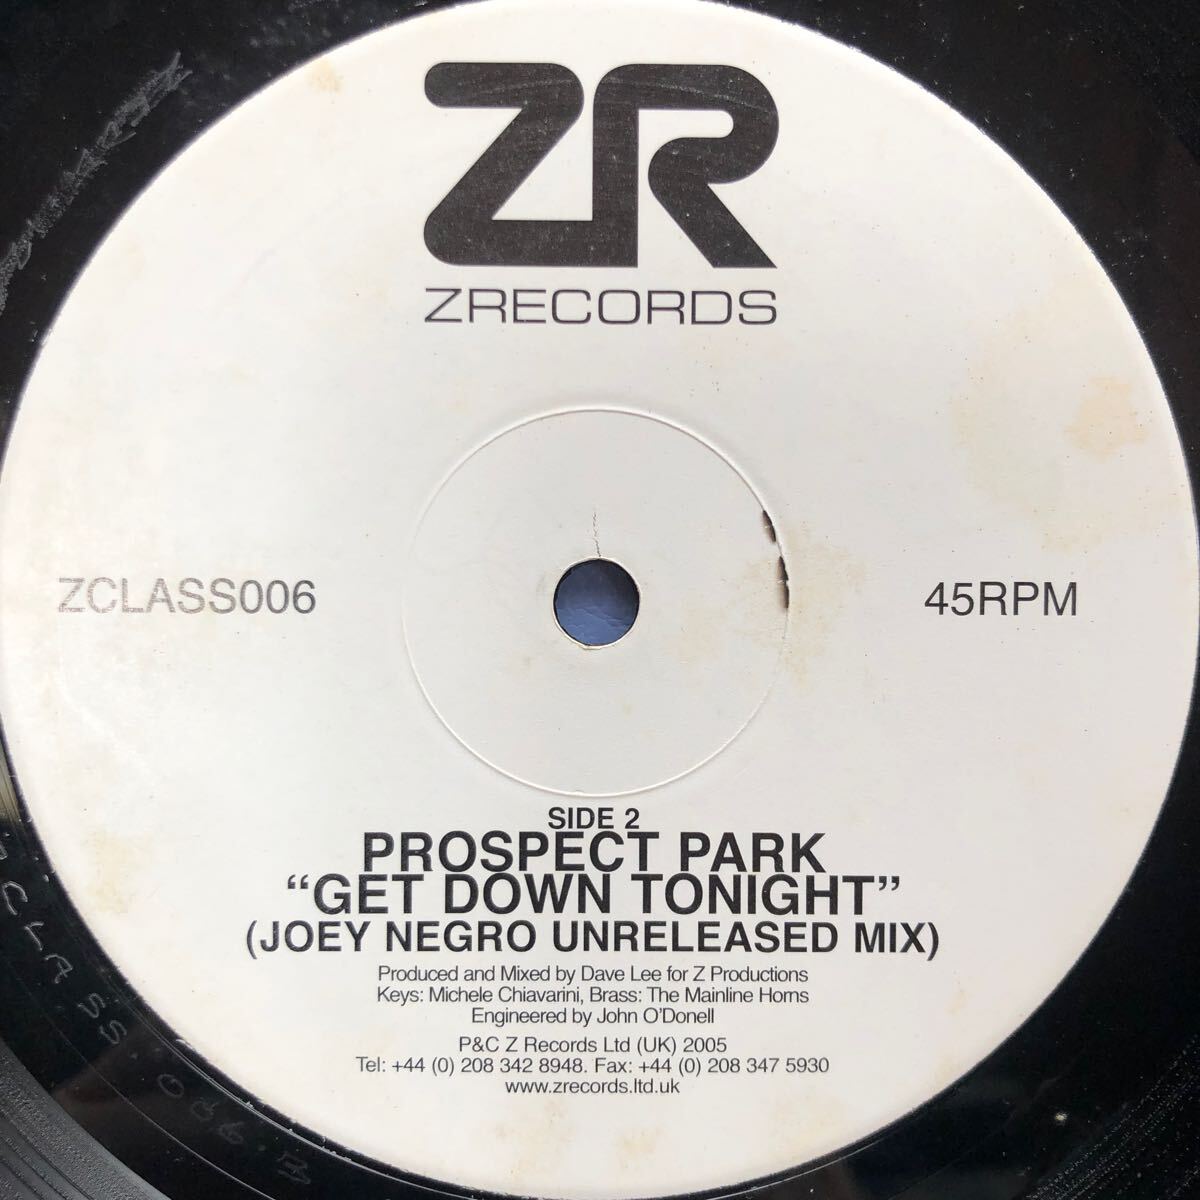 ZR
ZRECORDS
ZCLASS006
45RPM
SIDE 2
PROSPECT PARK
“GET DOWN TONIGHT”
(JOEY NEGRO UNRELEASED MIX)
Produced and Mixed by Dave Lee for Z Productions
Keys: Michele Chiavarini, Brass: The Mainline Horns
Engineered by John O'Donell
P&C Z Records Ltd (UK) 2005
Tel: +44 (0) 208 342 8948. Fax: +44 (0) 208 347 5930
www.zrecords.ltd.uk
ZCLASS.006.B